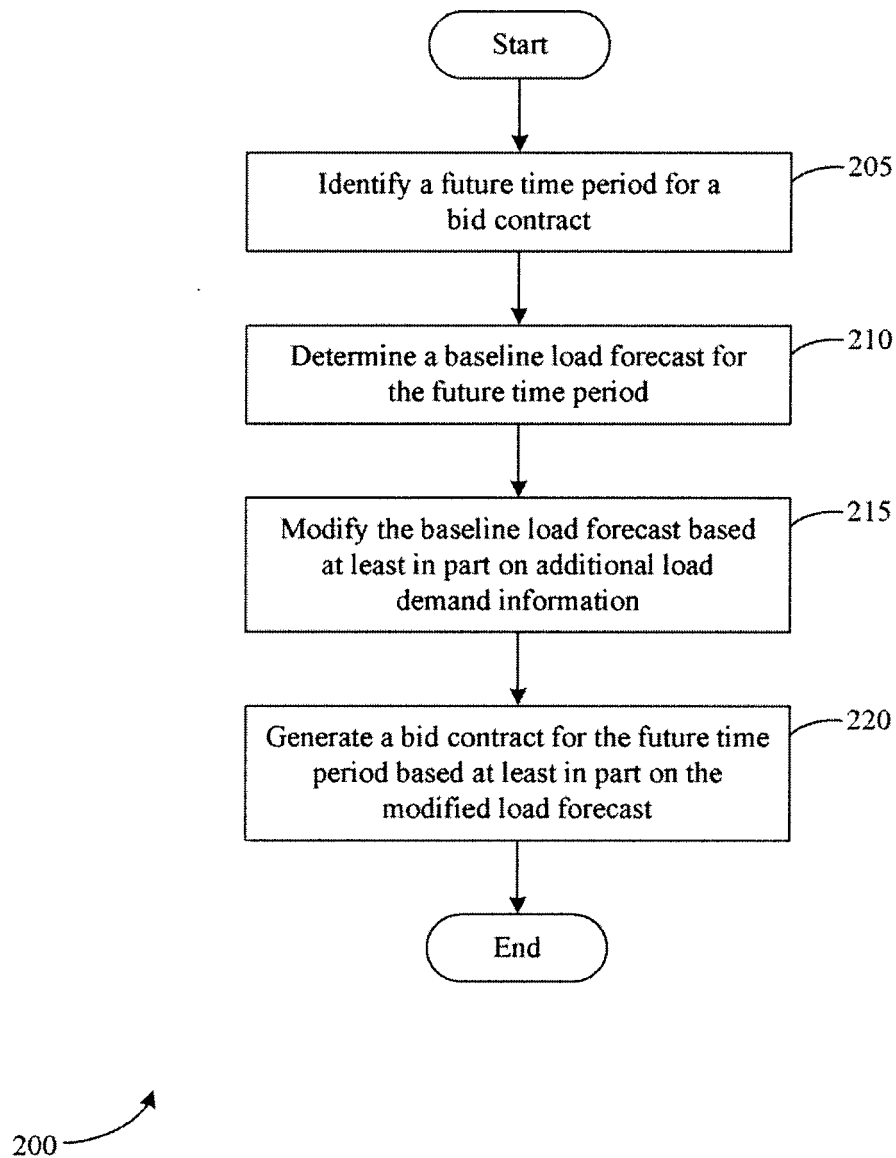 Start
Identify a future time period for a
bid contract
205
Determine a baseline load forecast for
the future time period
210
Modify the baseline load forecast based
at least in part on additional load
demand information
215
Generate a bid contract for the future time
period based at least in part on the
modified load forecast
220
End
200